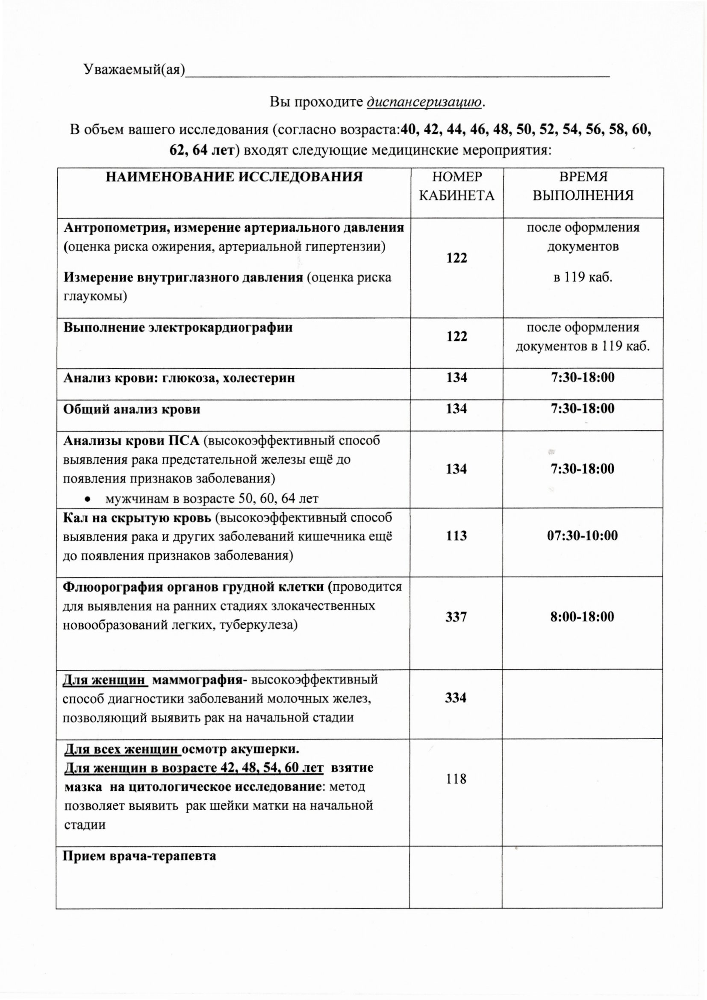 Уважаемый(ая)
Вы проходите диспансеризацию.
В объем вашего исследования (согласно возраста:40, 42, 44, 46, 48, 50, 52, 54, 56, 58, 60,
62, 64 лет) входят следующие медицинские мероприятия:
НАИМЕНОВАНИЕ ИССЛЕДОВАНИЯ
НОМЕР
КАБИНЕТА
ВРЕМЯ
ВЫПОЛНЕНИЯ
Антропометрия, измерение артериального давления
(оценка риска ожирения, артериальной гипертензии)
Измерение внутриглазного давления (оценка риска
глаукомы)
122
после оформления
документов
в 119 каб.
Выполнение электрокардиографии
122
после оформления
документов в 119 каб.
Анализ крови: глюкоза, холестерин
134
7:30-18:00
Общий анализ крови
134
7:30-18:00
Анализы крови ПСА (высокоэффективный способ
выявления рака предстательной железы ещё до
появления признаков заболевания)
• мужчинам в возрасте 50, 60, 64 лет
134
7:30-18:00
Кал на скрытую кровь (высокоэффективный способ
выявления рака и других заболеваний кишечника ещё
до появления признаков заболевания)
113
07:30-10:00
Флюорография органов грудной клетки (проводится
для выявления на ранних стадиях злокачественных
новообразований легких, туберкулеза)
337
8:00-18:00
Для женщин маммография- высокоэффективный
способ диагностики заболеваний молочных желез,
позволяющий выявить рак на начальной стадии
334
Для всех женщин осмотр акушерки.
Для женщин в возрасте 42, 48, 54, 60 лет взятие
мазка на цитологическое исследование: метод
позволяет выявить рак шейки матки на начальной
стадии
118
Прием врача-терапевта